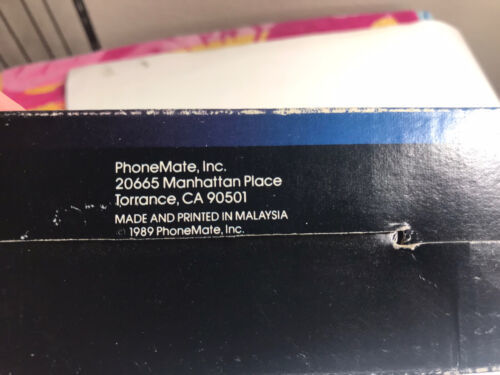 PhoneMate, Inc.
20665 Manhattan Place
Torrance, CA 90501
MADE AND PRINTED IN MALAYSIA
© 1989 PhoneMate, Inc.